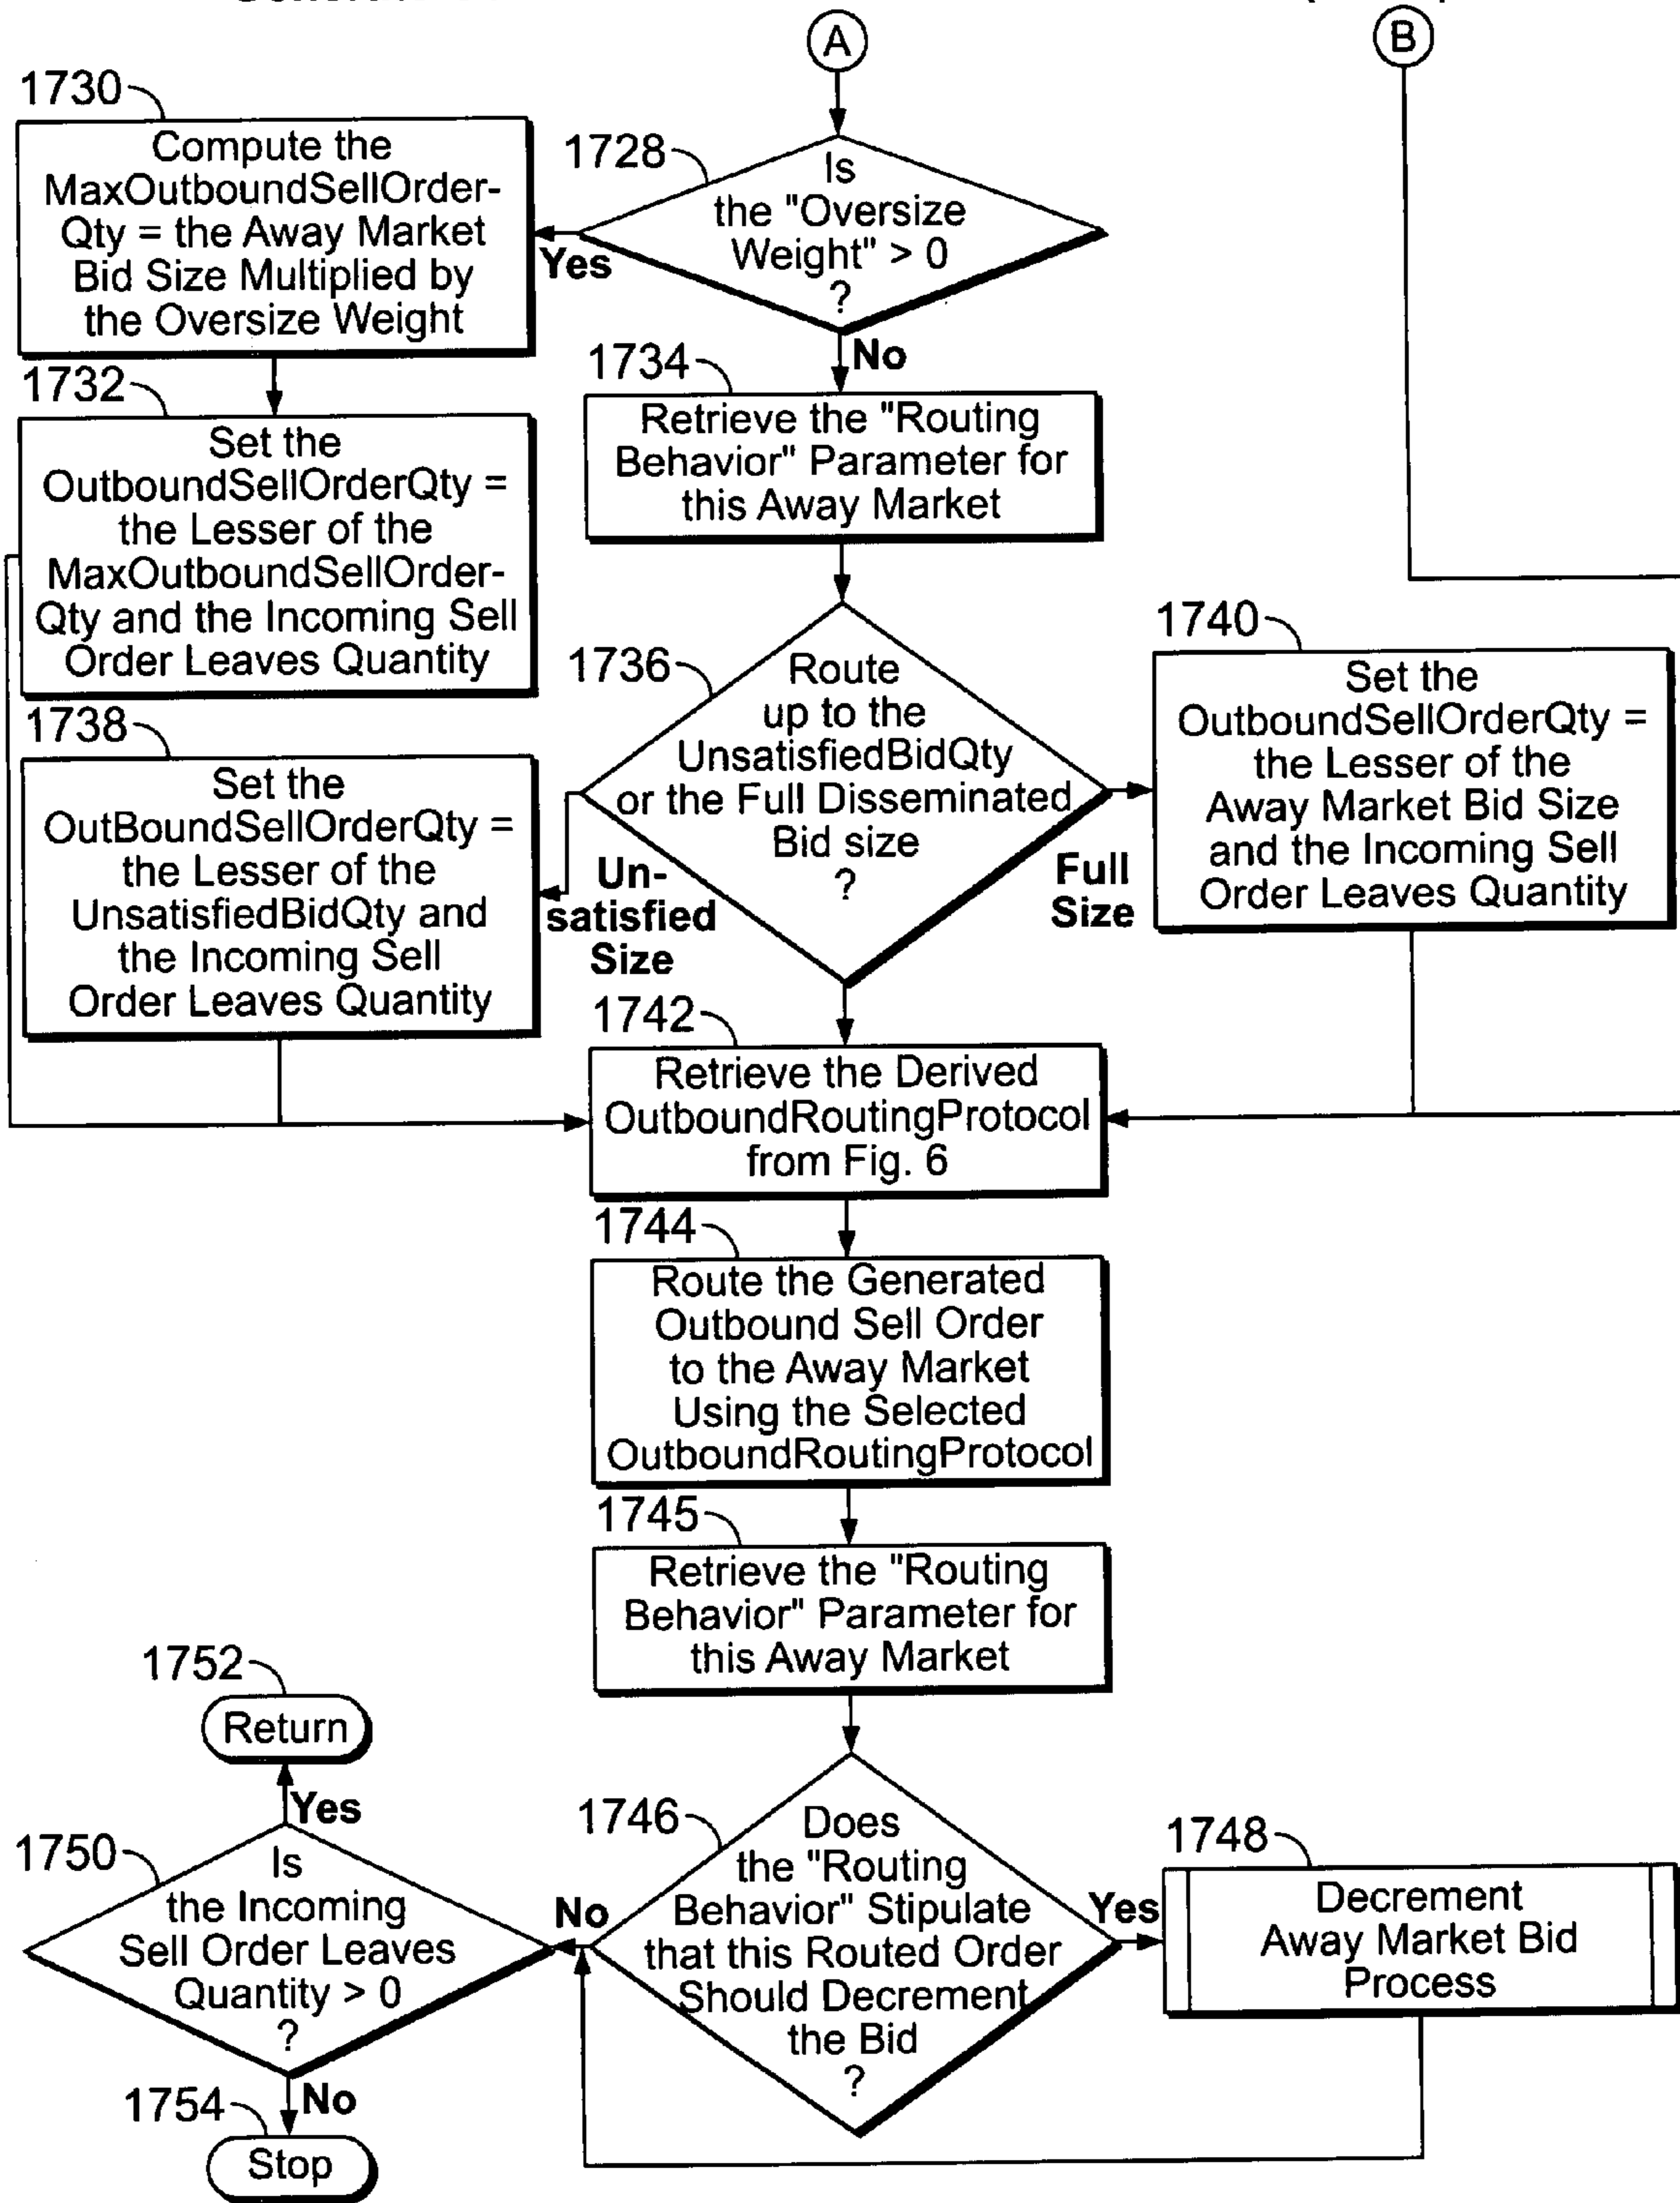 A
B
1730
Compute the
MaxOutboundSellOrder-
Qty = the Away Market
Bid Size Multiplied by
the Oversize Weight
1728
Is
the "Oversize
Weight" > 0
?
Yes
No
1732
Set the
OutboundSellOrderQty =
the Lesser of the
MaxOutboundSellOrder-
Qty and the Incoming Sell
Order Leaves Quantity
1734
Retrieve the "Routing
Behavior" Parameter for
this Away Market
1736
Route
up to the
UnsatisfiedBidQty
or the Full Disseminated
Bid size
?
Un-
satisfied
Size
Full
Size
1738
Set the
OutBoundSellOrderQty =
the Lesser of the
UnsatisfiedBidQty and
the Incoming Sell
Order Leaves Quantity
1740
Set the
OutboundSellOrderQty =
the Lesser of the
Away Market Bid Size
and the Incoming Sell
Order Leaves Quantity
1742
Retrieve the Derived
OutboundRoutingProtocol
from Fig. 6
1744
Route the Generated
Outbound Sell Order
to the Away Market
Using the Selected
OutboundRoutingProtocol
1745
Retrieve the "Routing
Behavior" Parameter for
this Away Market
1746
Does
the "Routing
Behavior" Stipulate
that this Routed Order
Should Decrement
the Bid
?
Yes
No
1748
Decrement
Away Market Bid
Process
1750
Is
the Incoming
Sell Order Leaves
Quantity > 0
?
Yes
1752
Return
No
1754
Stop